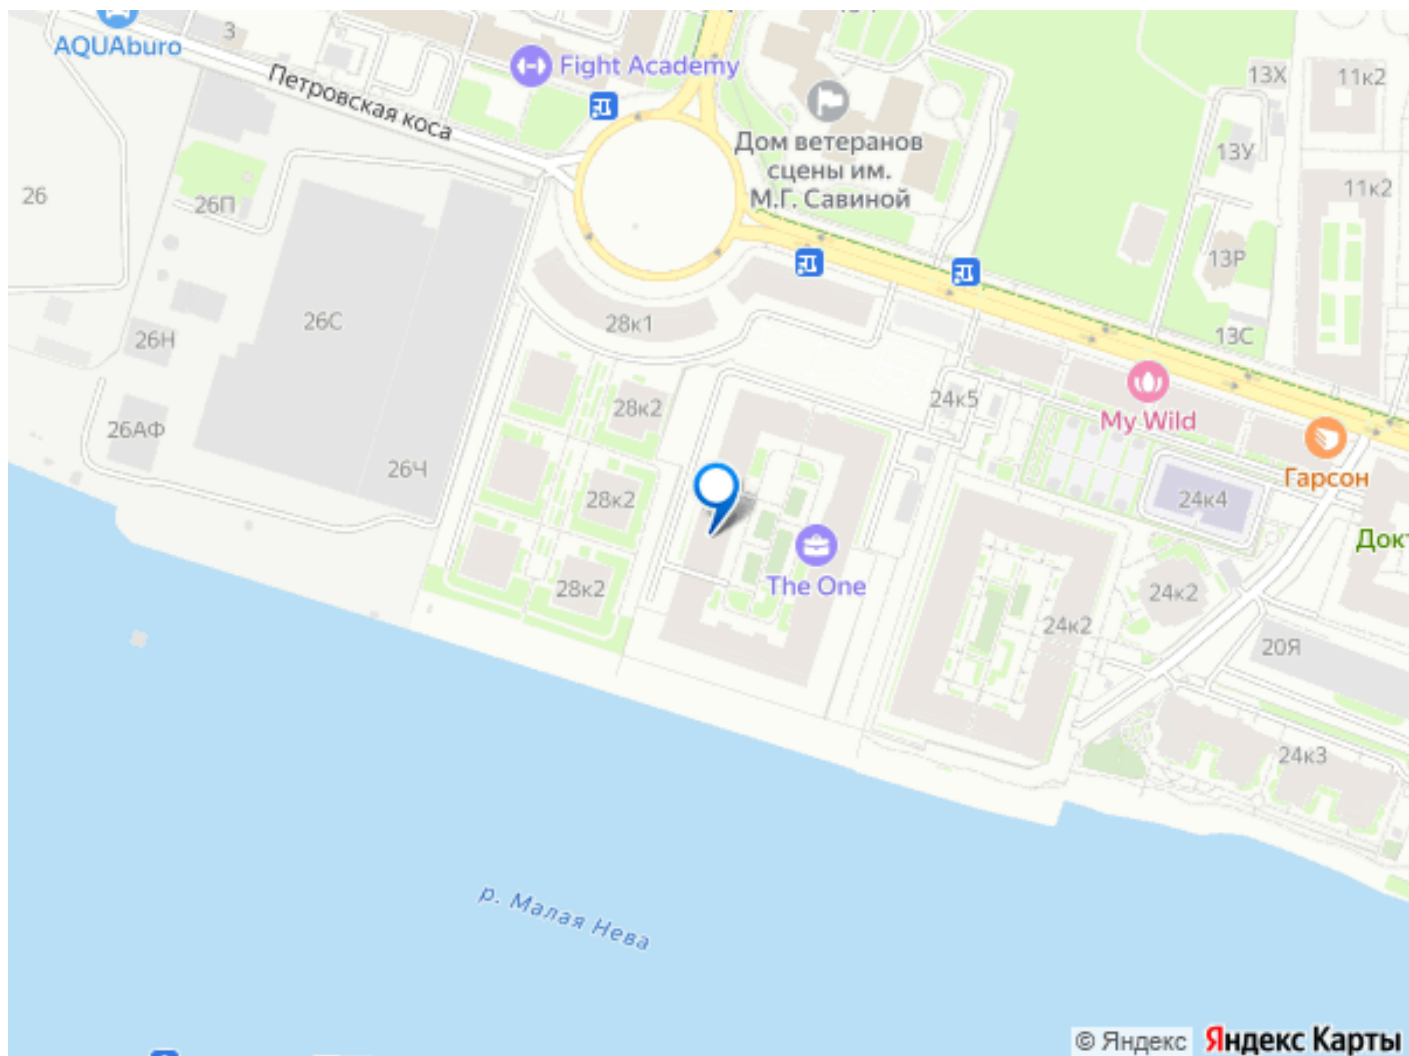 AQUAburo
3
Петровская коса
Fight Academy
Дом ветеранов
сцены им.
М.Г. Савиной
13Х
11к2
13У
11к2
13Р
13С
26
26П
26С
26Н
26АФ
26Ч
28к1
28к2
28к2
28к2
24к5
My Wild
Гарсон
24к4
Докт
The One
24к2
24к2
20Я
24к3
р. Малая Нева
© Яндекс Яндекс Карты